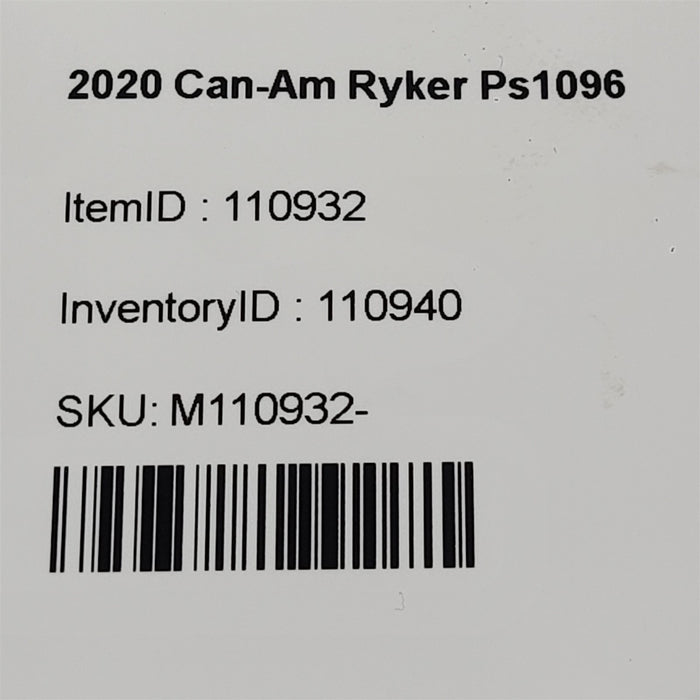 2020 Can-Am Ryker Ps1096
ItemID : 110932
InventoryID : 110940
SKU: M110932-